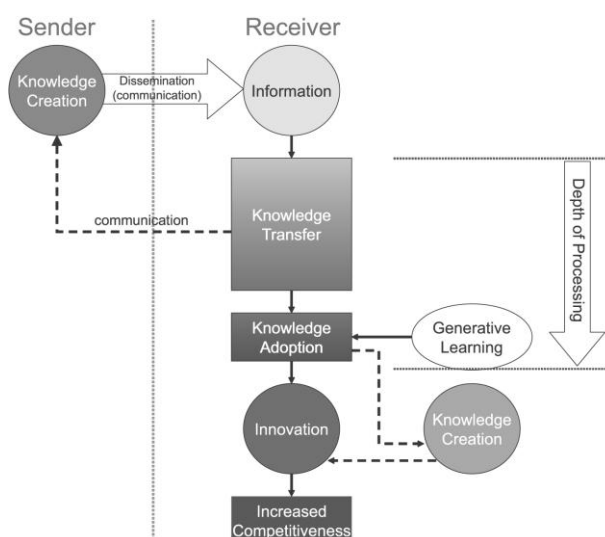 Sender
Receiver
Knowledge
Creation
Dissemination
(communication)
Information
communication
Knowledge
Transfer
Depth of Processing
Knowledge
Adoption
Generative
Learning
Innovation
Knowledge
Creation
Increased
Competitiveness